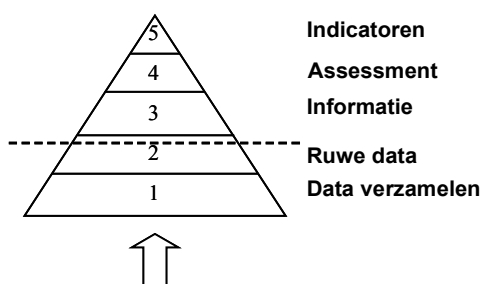 5 Indicatoren
4 Assessment
3 Informatie
2 Ruwe data
1 Data verzamelen